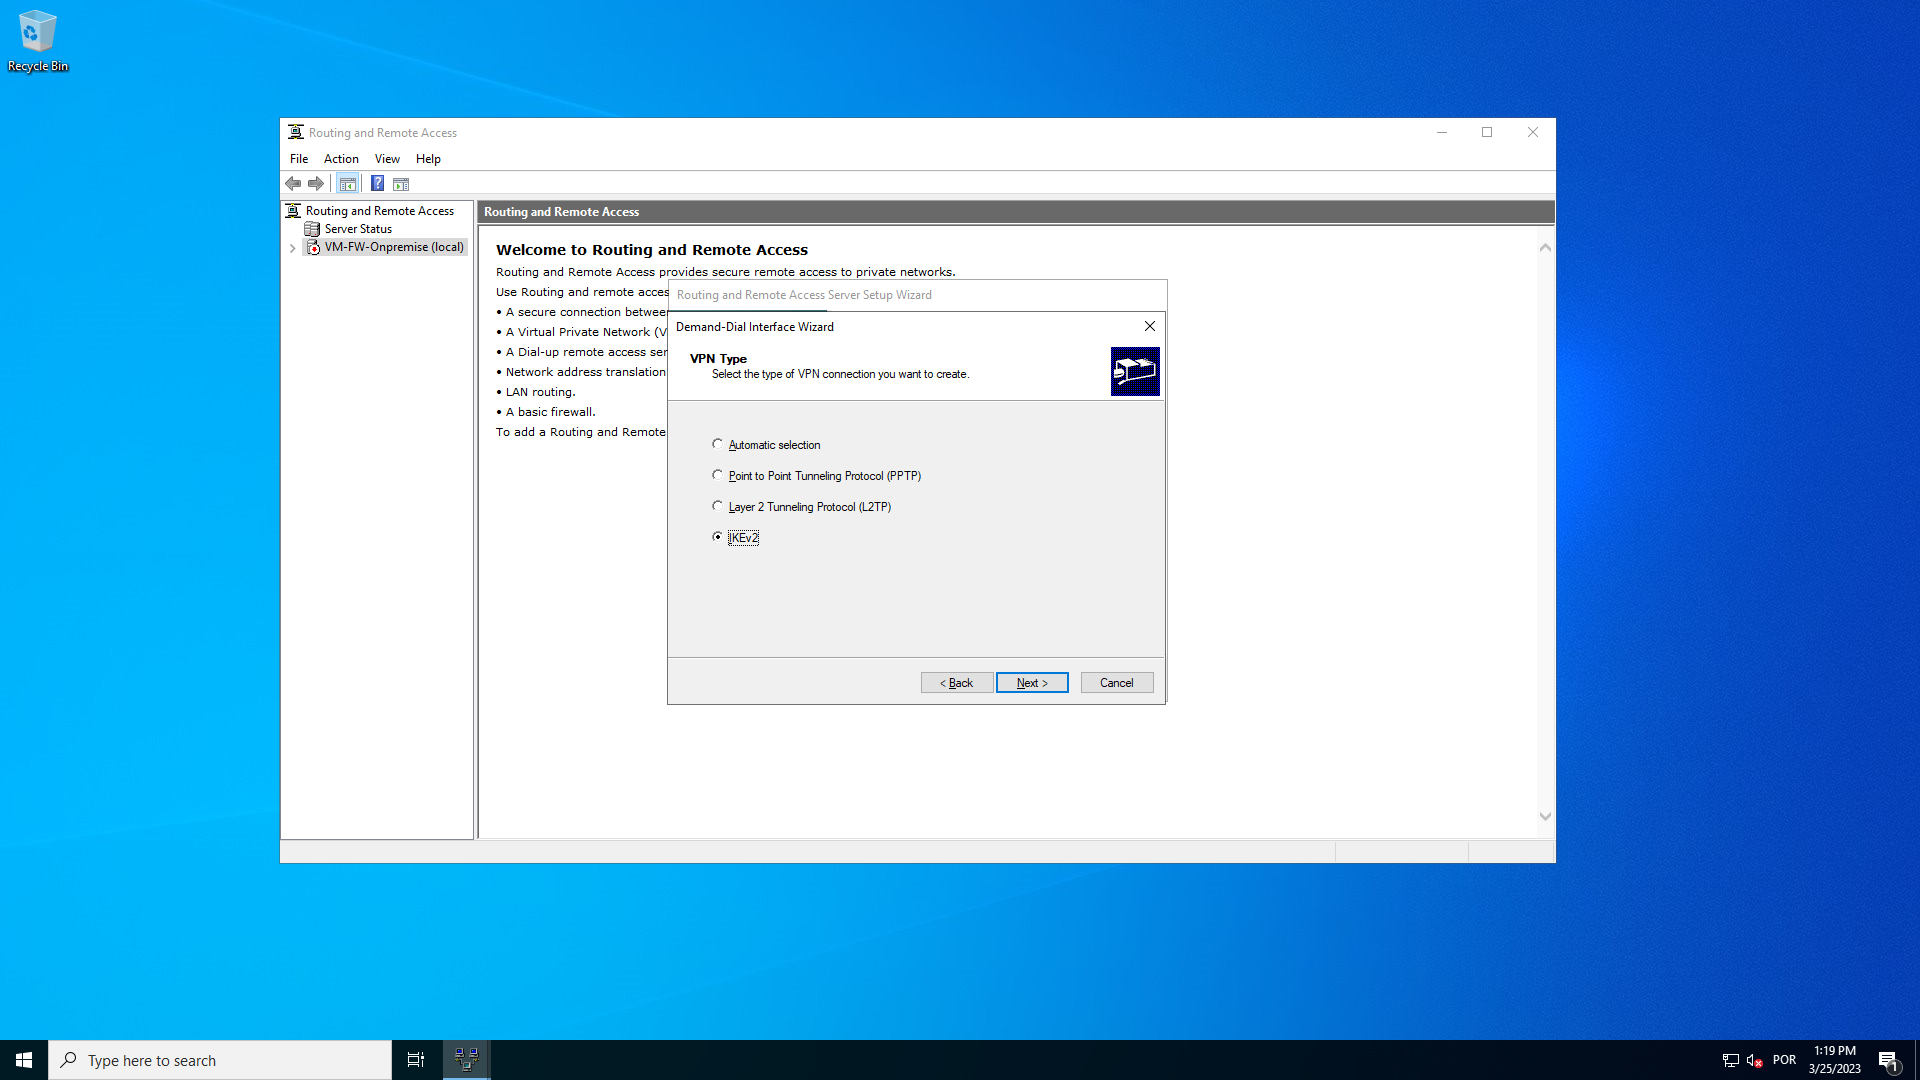 Recycle Bin
Routing and Remote Access
File Action View Help
Routing and Remote Access
Server Status
VM-FW-Onpremise (local)
Routing and Remote Access
Welcome to Routing and Remote Access
Routing and Remote Access provides secure remote access to private networks.
Use Routing and remote acces
• A secure connection betwee
• A Virtual Private Network (V
• A Dial-up remote access ser
• Network address translation
• LAN routing.
• A basic firewall.
To add a Routing and Remote
Routing and Remote Access Server Setup Wizard
Demand-Dial Interface Wizard
VPN Type
Select the type of VPN connection you want to create.
Automatic selection
Point to Point Tunneling Protocol (PPTP)
Layer 2 Tunneling Protocol (L2TP)
IKEv2
< Back
Next >
Cancel
Type here to search
POR
1:19 PM
3/25/2023
1